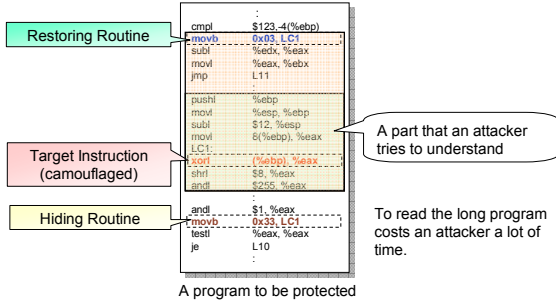 :
cmpl $123,-4(%ebp)
Restoring Routine
movb 0x03, LC1
subl %edx, %eax
movl %eax, %ebx
jmp L11
:
pushl %ebp
movl %esp, %ebp
subl $12, %esp
movl 8(%ebp), %eax
LC1:
Target Instruction
(camouflaged)
xorl (%ebp), %eax
shrl $8, %eax
andl $255, %eax
:
A part that an attacker
tries to understand
andl $1, %eax
Hiding Routine
movb 0x33, LC1
testl %eax, %eax
je L10
:
To read the long program
costs an attacker a lot of
time.
A program to be protected